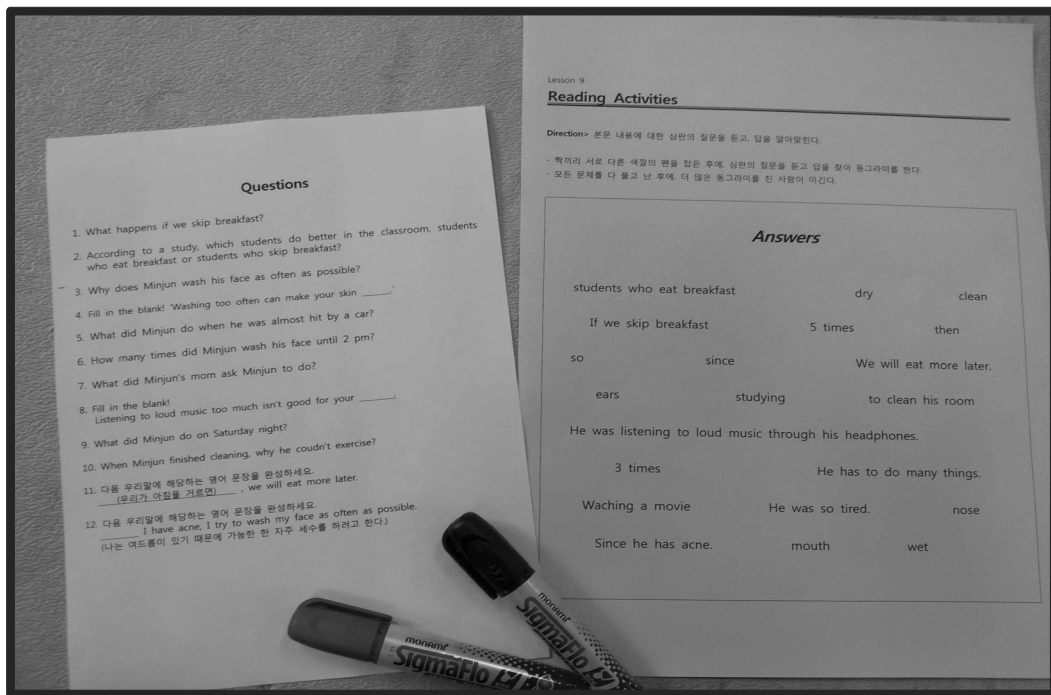 Questions
1. What happens if we skip breakfast?
2. According to a study, which students do better in the classroom, students
who eat breakfast or students who skip breakfast?
3. Why does Minjun wash his face as often as possible?
4. Fill in the blank! 'Washing too often can make your skin _____.'
5. What did Minjun do when he was almost hit by a car?
6. How many times did Minjun wash his face until 2 pm?
7. What did Minjun's mom ask Minjun to do?
8. Fill in the blank!
Listening to loud music too much isn't good for your ______.
9. What did Minjun do on Saturday night?
10. When Minjun finished cleaning, why he coudn't exercise?
11. 다음 우리말에 해당하는 영어 문장을 완성하세요.
___(우리가 아침을 거르면)___ , we will eat more later.
12. 다음 우리말에 해당하는 영어 문장을 완성하세요.
______ I have acne, I try to wash my face as often as possible.
(나는 여드름이 있기 때문에 가능한 한 자주 세수를 하려고 한다.)
Lesson 9
Reading Activities
Direction> 본문 내용에 대한 심판의 질문을 듣고, 답을 알아맞힌다.
- 짝끼리 서로 다른 색깔의 펜을 잡은 후에, 심판의 질문을 듣고 답을 찾아 동그라미를 한다.
- 모든 문제를 다 풀고 난 후에, 더 많은 동그라미를 친 사람이 이긴다.
Answers
students who eat breakfast dry clean
If we skip breakfast 5 times then
so since We will eat more later.
ears studying to clean his room
He was listening to loud music through his headphones.
3 times He has to do many things.
Waching a movie He was so tired. nose
Since he has acne. mouth wet
monami
SigmaFlo
monami
SigmaFlo